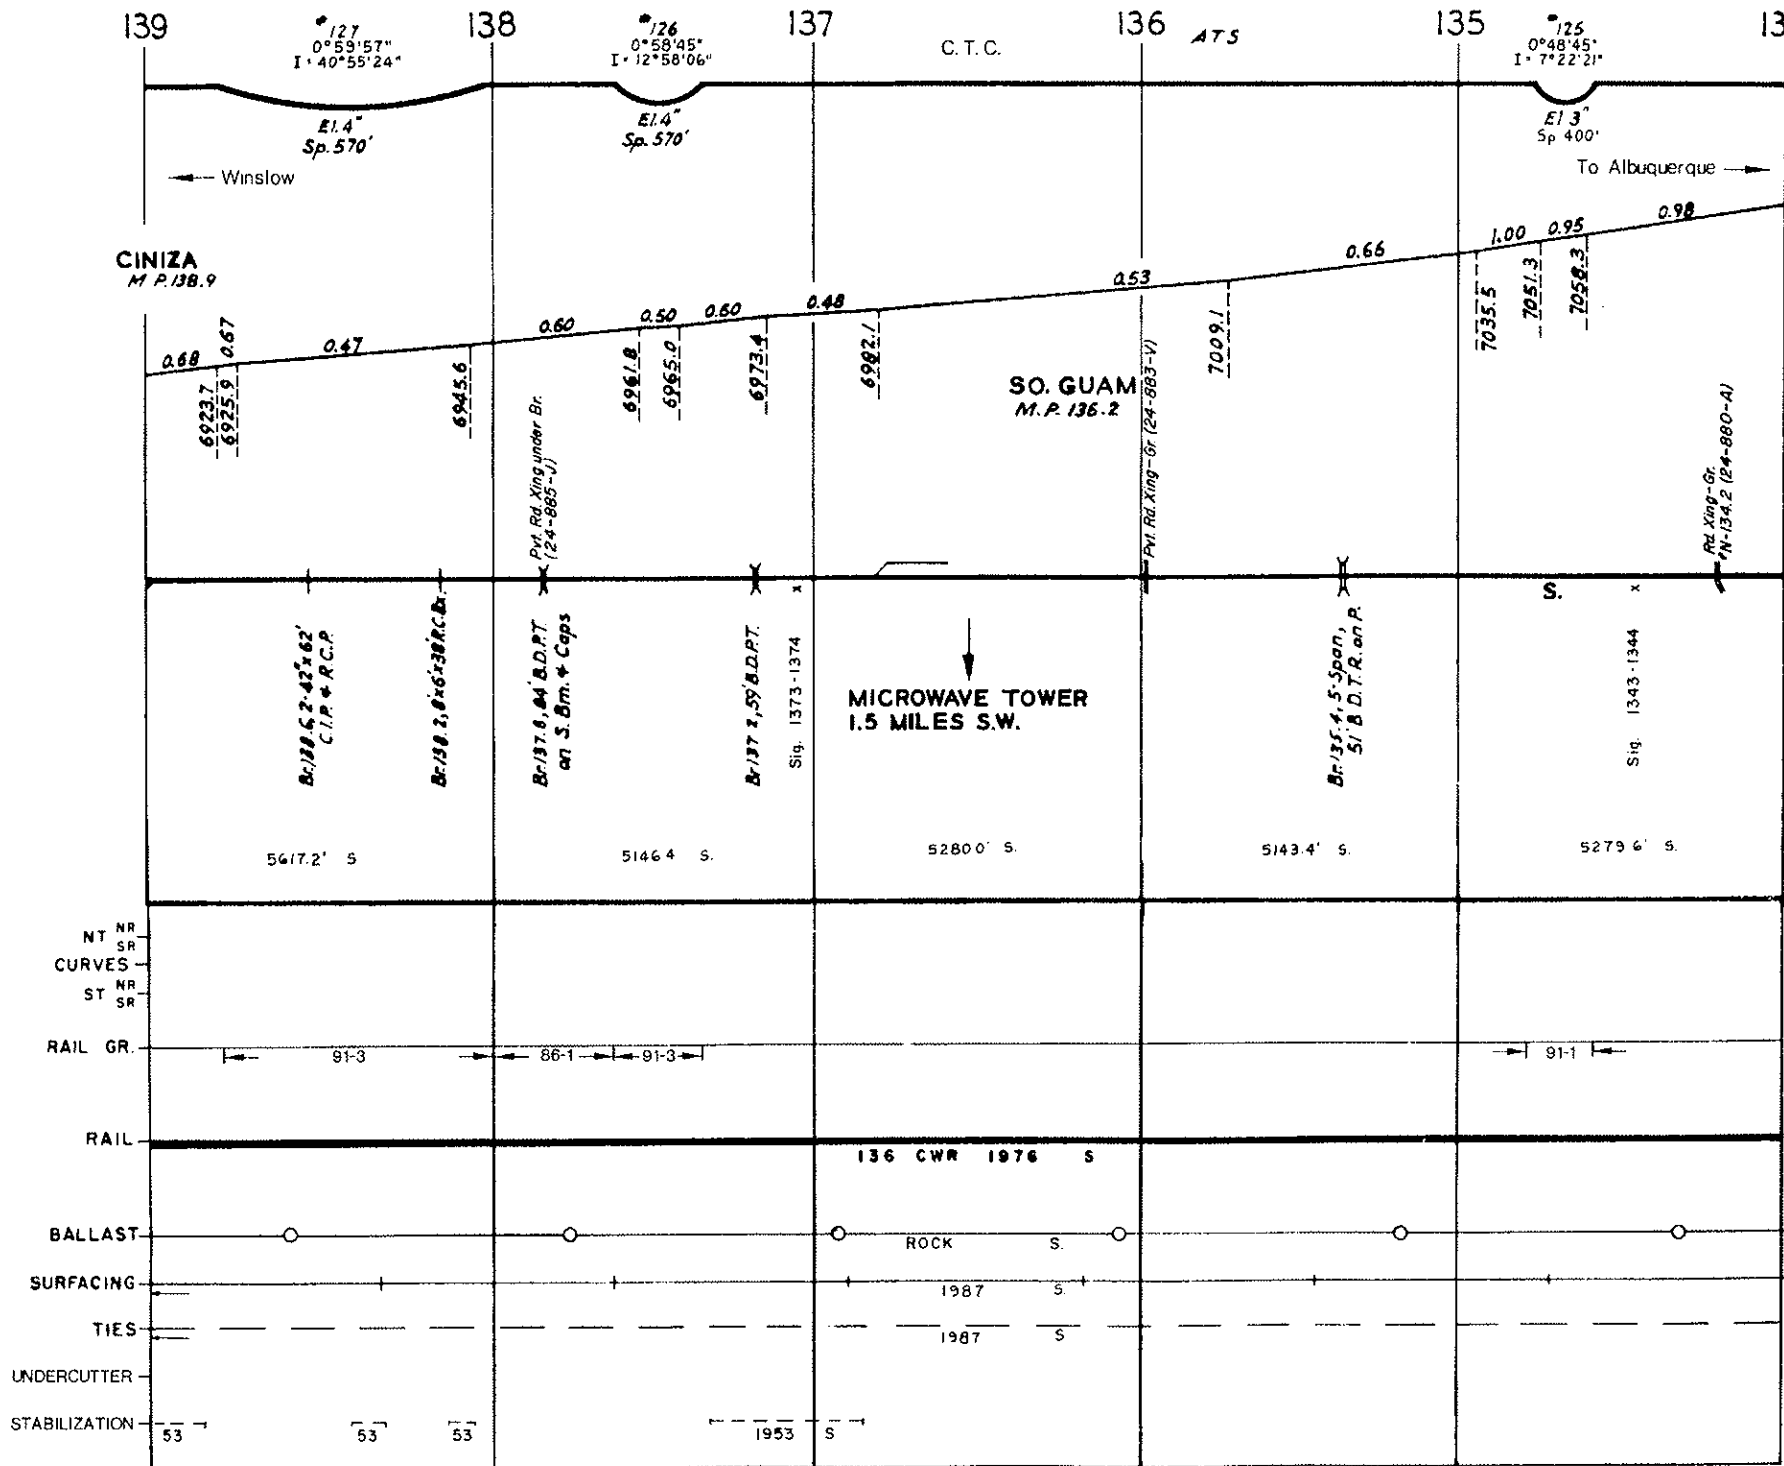 139
138
137
136
135
13
#127
0°59'57"
I = 40°55'24"
#126
0°58'45"
I = 12°58'06"
C.T.C.
ATS
#125
0°48'45"
I = 7°22'21"
El.4"
Sp.570'
El.4"
Sp.570'
El 3"
Sp 400'
Winslow
To Albuquerque
CINIZA
M P.138.9
0.68
0.67
0.47
0.60
0.50
0.60
0.48
0.53
0.66
1.00
0.95
0.98
6923.7
6925.9
6945.6
6961.8
6965.0
6973.4
6982.1
7009.1
7035.5
7051.3
7058.3
SO. GUAM
M.P. 136.2
Pvt. Rd. Xing under Br.
(24-885-J)
Pvt. Rd. Xing-Gr. (24-883-V)
Rd. Xing-Gr.
#N-134.2 (24-880-A)
S.
Br.138.6, 2-42"x62'
C.I.P. & R.C.P.
Br.138.2, 8'x6'x38'R.C.Bx.
Br.137.8, 84' B.D.P.T.
on S. Bm. & Caps
Br 137 2, 59' B.D.P.T.
x
Sig. 1373-1374
MICROWAVE TOWER
1.5 MILES S.W.
Br.135.4, 5-Span,
51' B D.T.R. on P.
x
Sig. 1343-1344
5617.2' S
5146 4 S.
5280 0' S.
5143.4' S.
5279 6' S.
NT NR
SR
CURVES
ST NR
SR
RAIL GR.
91-3
86-1
91-3
91-1
RAIL
136 CWR 1976 S
BALLAST
ROCK S.
SURFACING
1987 S.
TIES
1987 S
UNDERCUTTER
STABILIZATION
53
53
53
1953 S